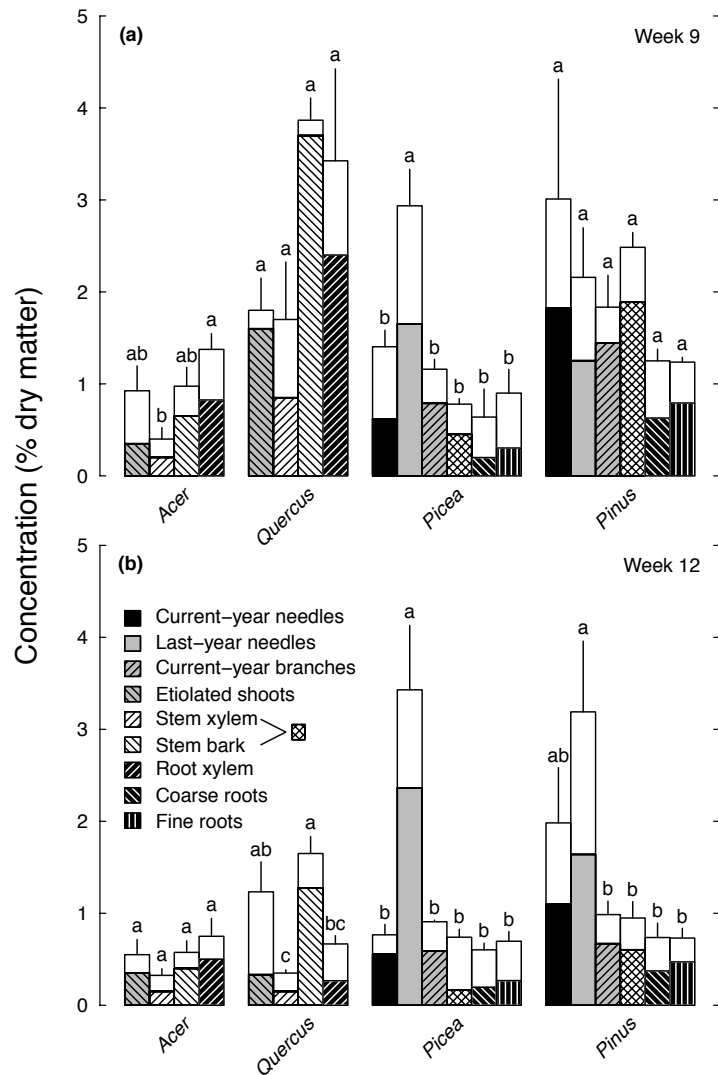 Concentration (% dry matter)
(a)
Week 9
5
4
3
2
1
0
ab
b
ab
a
a
a
a
a
b
a
b
b
b
b
a
a
a
a
a
a
Acer
Quercus
Picea
Pinus
(b)
Week 12
5
4
3
2
1
0
Current–year needles
Last–year needles
Current–year branches
Etiolated shoots
Stem xylem
Stem bark
Root xylem
Coarse roots
Fine roots
a
a
a
a
ab
c
a
bc
b
a
b
b
b
b
ab
a
b
b
b
b
Acer
Quercus
Picea
Pinus